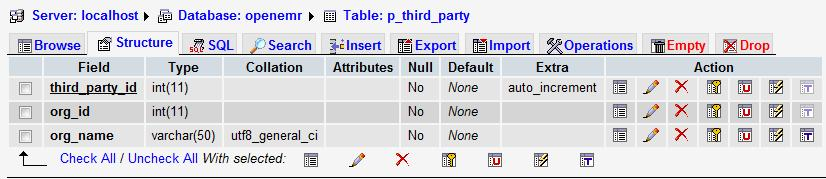 Server: localhost Database: openemr Table: p_third_party
Browse Structure SQL Search Insert Export Import Operations Empty Drop
Field Type Collation Attributes Null Default Extra Action
third_party_id int(11) No None auto_increment
org_id int(11) No None
org_name varchar(50) utf8_general_ci No None
Check All / Uncheck All With selected: